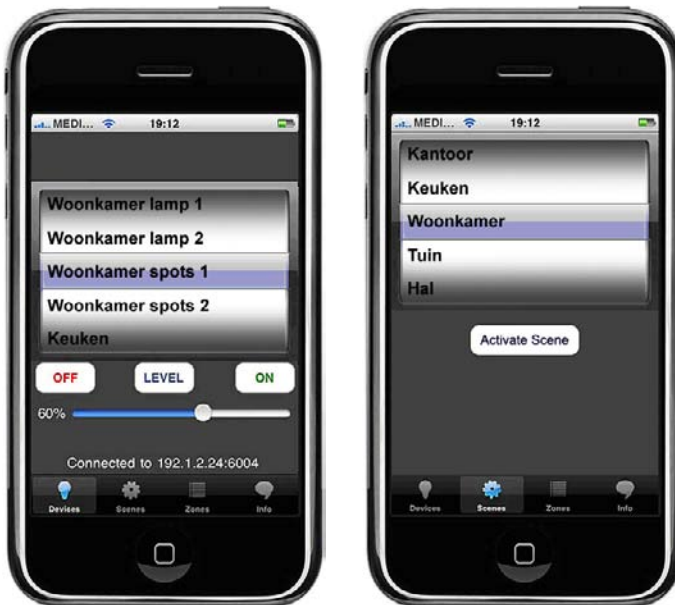 MEDI... 19:12
Woonkamer lamp 1
Woonkamer lamp 2
Woonkamer spots 1
Woonkamer spots 2
Keuken
OFF LEVEL ON
60%
Connected to 192.1.2.24:6004
Devices Scenes Zones Info
MEDI... 19:12
Kantoor
Keuken
Woonkamer
Tuin
Hal
Activate Scene
Devices Scenes Zones Info